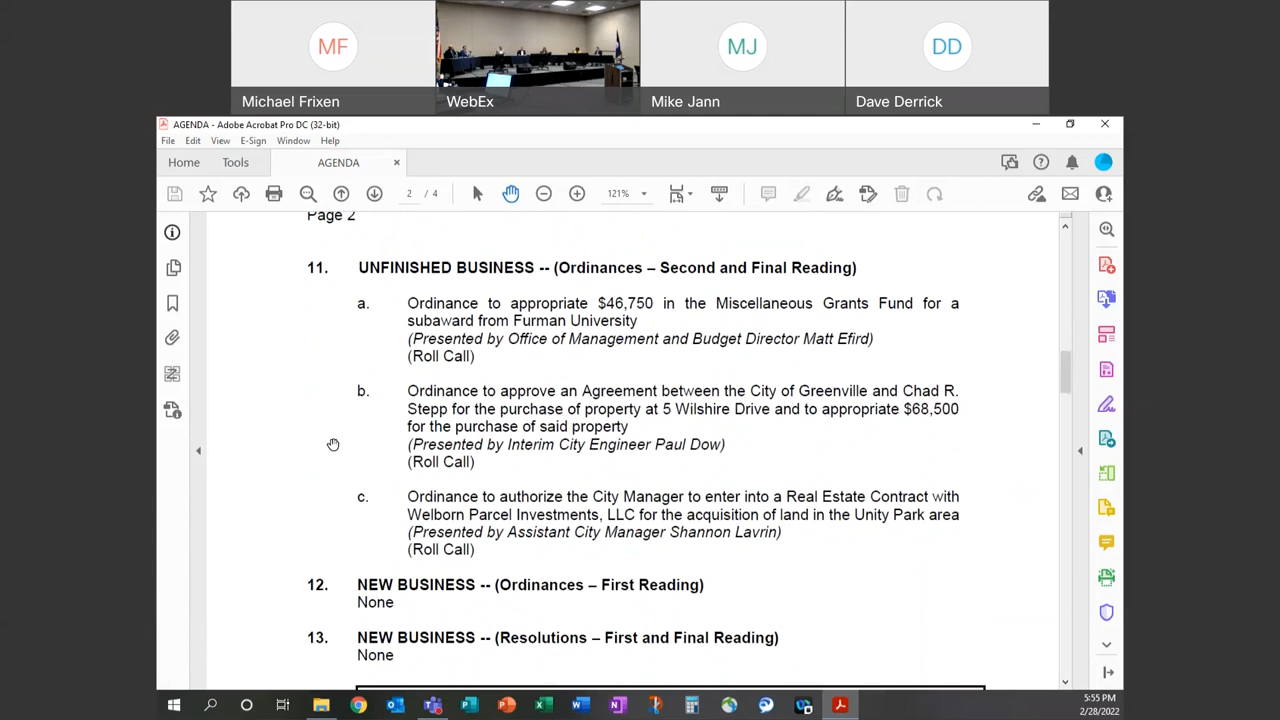 MF
MJ
DD
Michael Frixen
WebEx
Mike Jann
Dave Derrick
AGENDA - Adobe Acrobat Pro DC (32-bit)
File Edit View E-Sign Window Help
Home Tools AGENDA
2 / 4 121%
Page 2
11. UNFINISHED BUSINESS -- (Ordinances – Second and Final Reading)
a. Ordinance to appropriate $46,750 in the Miscellaneous Grants Fund for a
subaward from Furman University
(Presented by Office of Management and Budget Director Matt Efird)
(Roll Call)
b. Ordinance to approve an Agreement between the City of Greenville and Chad R.
Stepp for the purchase of property at 5 Wilshire Drive and to appropriate $68,500
for the purchase of said property
(Presented by Interim City Engineer Paul Dow)
(Roll Call)
c. Ordinance to authorize the City Manager to enter into a Real Estate Contract with
Welborn Parcel Investments, LLC for the acquisition of land in the Unity Park area
(Presented by Assistant City Manager Shannon Lavrin)
(Roll Call)
12. NEW BUSINESS -- (Ordinances – First Reading)
None
13. NEW BUSINESS -- (Resolutions – First and Final Reading)
None
5:55 PM
2/28/2022